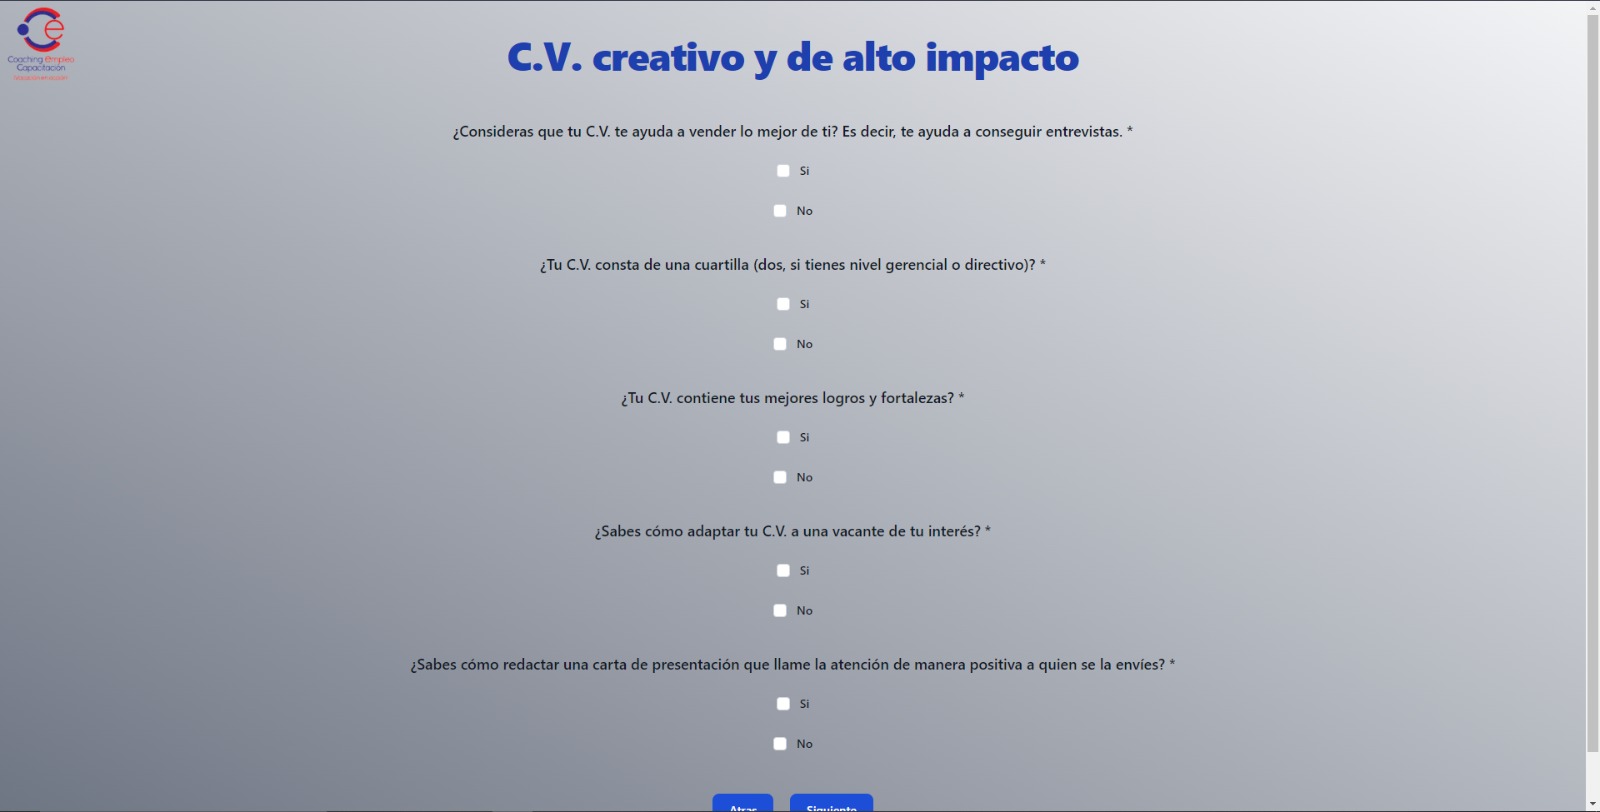 Coaching empleo
Capacitación
C.V. creativo y de alto impacto
¿Consideras que tu C.V. te ayuda a vender lo mejor de ti? Es decir, te ayuda a conseguir entrevistas. *
Si
No
¿Tu C.V. consta de una cuartilla (dos, si tienes nivel gerencial o directivo)? *
Si
No
¿Tu C.V. contiene tus mejores logros y fortalezas? *
Si
No
¿Sabes cómo adaptar tu C.V. a una vacante de tu interés? *
Si
No
¿Sabes cómo redactar una carta de presentación que llame la atención de manera positiva a quien se la envíes? *
Si
No
Atras Siguiente